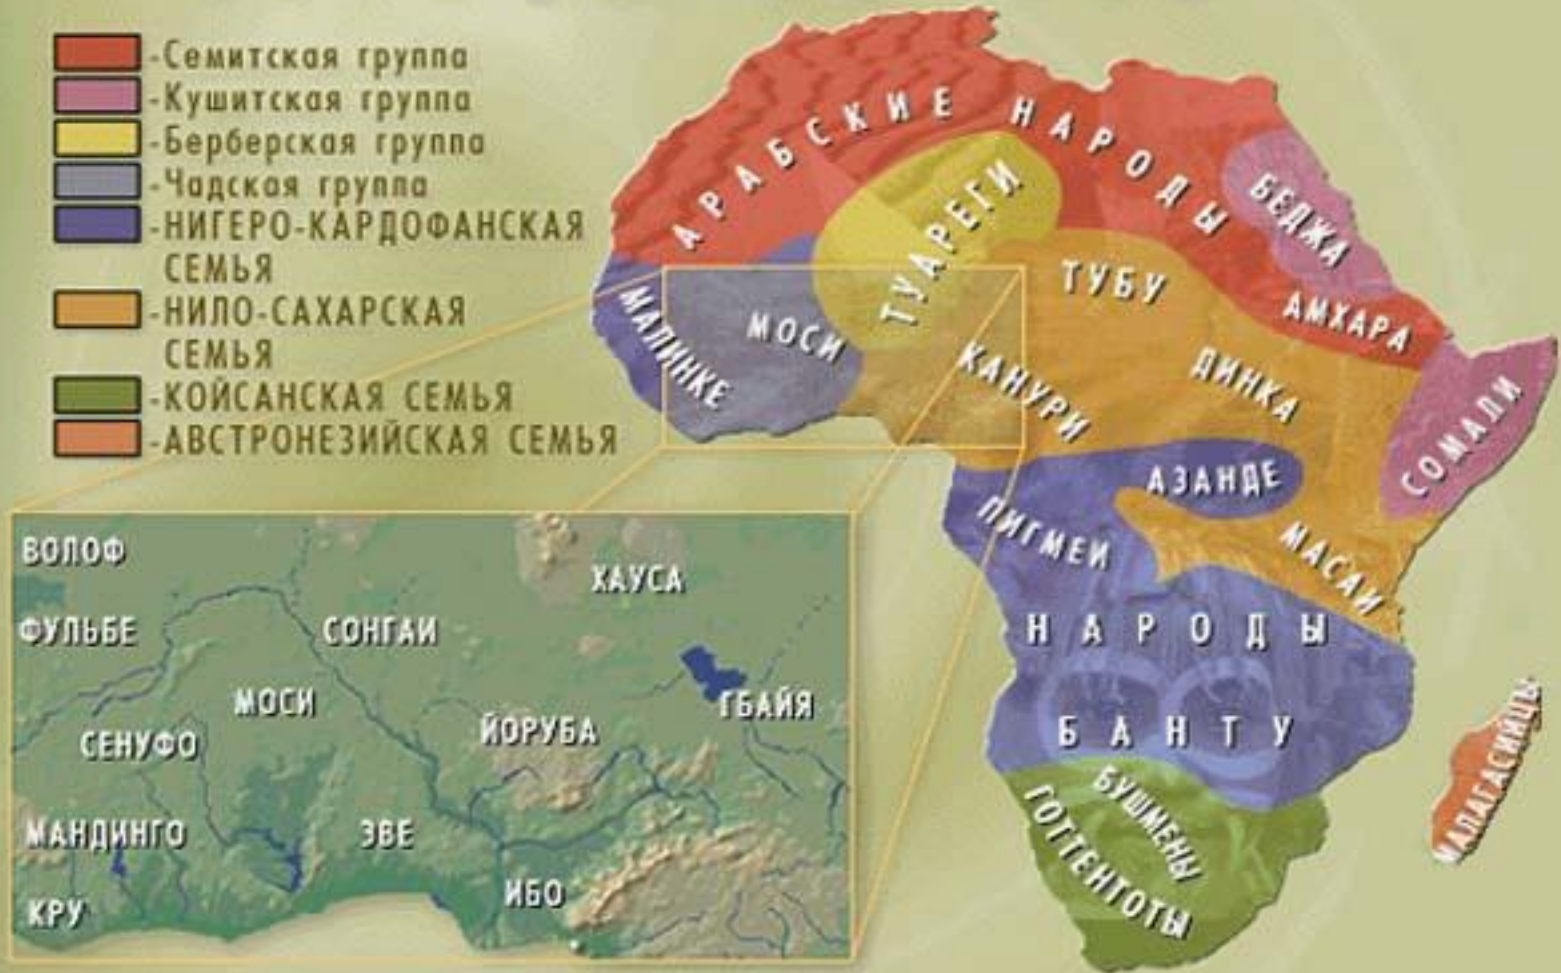 -Семитская группа
-Кушитская группа
-Берберская группа
-Чадская группа
-НИГЕРО-КАРДОФАНСКАЯ
СЕМЬЯ
-НИЛО-САХАРСКАЯ
СЕМЬЯ
-КОЙСАНСКАЯ СЕМЬЯ
-АВСТРОНЕЗИЙСКАЯ СЕМЬЯ
АРАБСКИЕ НАРОДЫ
ТУАРЕГИ
БЕДЖА
ТУБУ
АМХАРА
МАЛИНКЕ
МОСИ
КАНУРИ
ДИНКА
СОМАЛИ
АЗАНДЕ
ПИГМЕИ
МАСАИ
НАРОДЫ
БАНТУ
БУШМЕНЫ
ГОТТЕНТОТЫ
МАЛАГАСИЙЦЫ
ВОЛОФ
ХАУСА
ФУЛЬБЕ
СОНГАИ
МОСИ
ГБАЙЯ
СЕНУФО
ЙОРУБА
МАНДИНГО
ЭВЕ
ИБО
КРУ